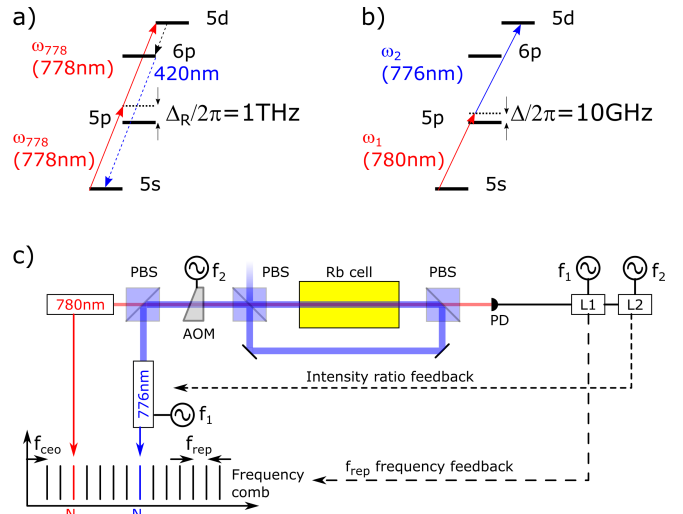 a)
5d
ω778
(778nm)
6p
420nm
5p
ΔR/2π=1THz
ω778
(778nm)
5s
b)
5d
ω2
(776nm)
6p
5p
Δ/2π=10GHz
ω1
(780nm)
5s
c)
PBS
f2
PBS
Rb cell
PBS
f1
f2
780nm
AOM
PD
L1
L2
776nm
f1
Intensity ratio feedback
fceo
frep
frep frequency feedback
Frequency
comb
N
N